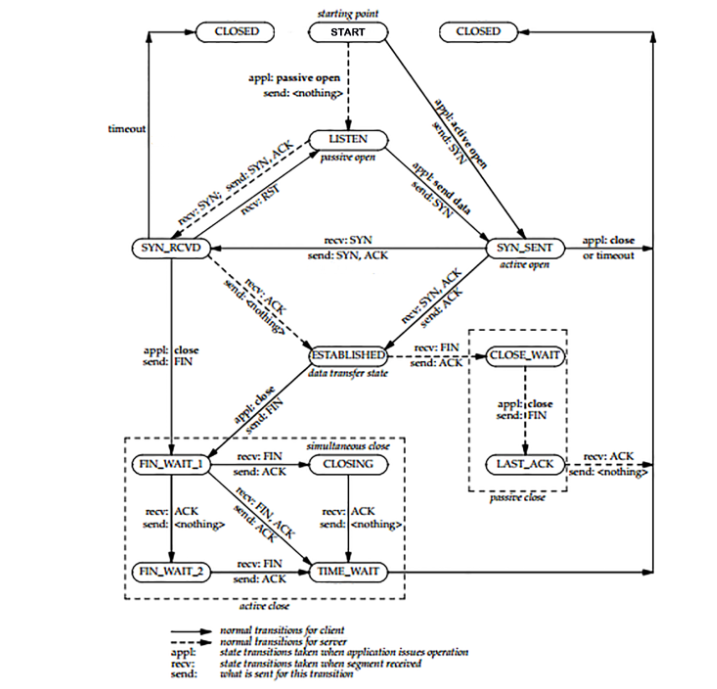 starting point
CLOSED
START
CLOSED
appl: passive open
send: <nothing>
appl: active open
send: SYN
timeout
LISTEN
passive open
recv: SYN; send: SYN, ACK
recv: RST
appl: send data
send: SYN
SYN_RCVD
recv: SYN
send: SYN, ACK
SYN_SENT
active open
appl: close
or timeout
recv: ACK
send: <nothing>
recv: SYN, ACK
send: ACK
appl: close
send: FIN
ESTABLISHED
data transfer state
recv: FIN
send: ACK
CLOSE_WAIT
appl: close
send: FIN
appl: close
send: FIN
simultaneous close
FIN_WAIT_1
recv: FIN
send: ACK
CLOSING
LAST_ACK
recv: ACK
send: <nothing>
passive close
recv: ACK
send: <nothing>
recv: FIN, ACK
send: ACK
recv: ACK
send: <nothing>
FIN_WAIT_2
recv: FIN
send: ACK
TIME_WAIT
active close
normal transitions for client
normal transitions for server
appl: state transitions taken when application issues operation
recv: state transitions taken when segment received
send: what is sent for this transition